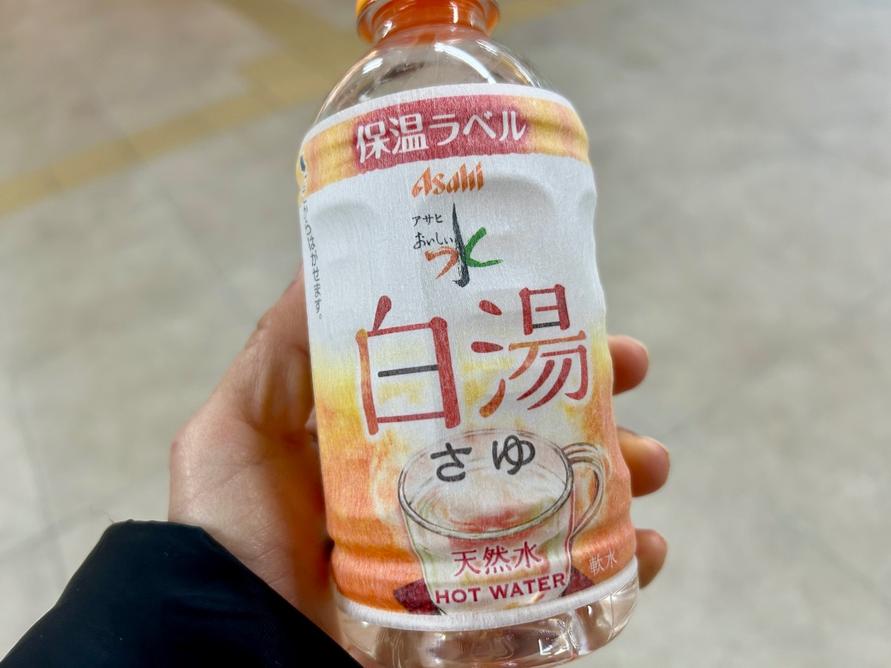 保温ラベル
Asahi
アサヒ
おいしい水
白湯
さゆ
天然水
軟水
HOT WATER